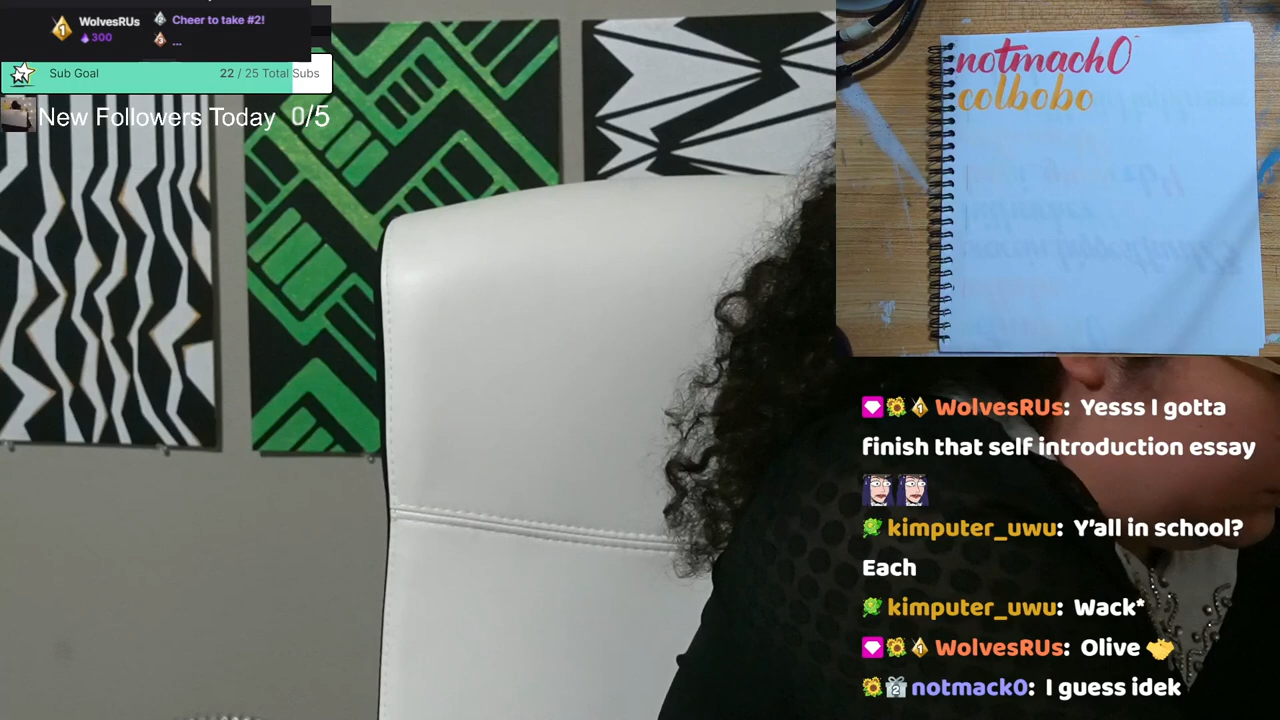 WolvesRUs
Cheer to take #2!
300
...
Sub Goal
22 / 25 Total Subs
New Followers Today 0/5
notmach0
colbobo
WolvesRUs: Yesss I gotta
finish that self introduction essay
kimputer_uwu: Y'all in school?
Each
kimputer_uwu: Wack*
WolvesRUs: Olive 🤝
notmack0: I guess idek